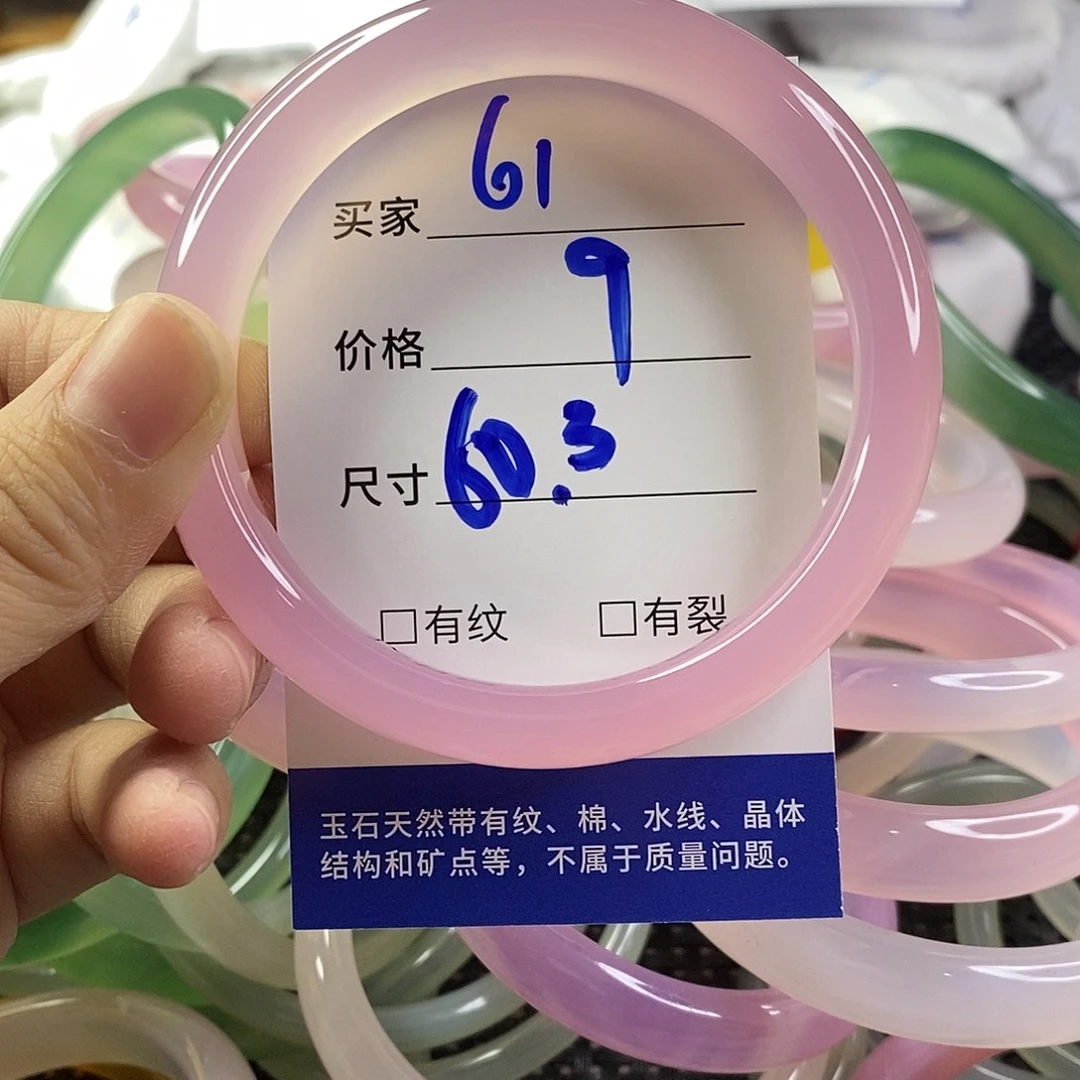 买家 61
价格 9
尺寸 60.3
□有纹 □有裂
玉石天然带有纹、棉、水线、晶体
结构和矿点等，不属于质量问题。